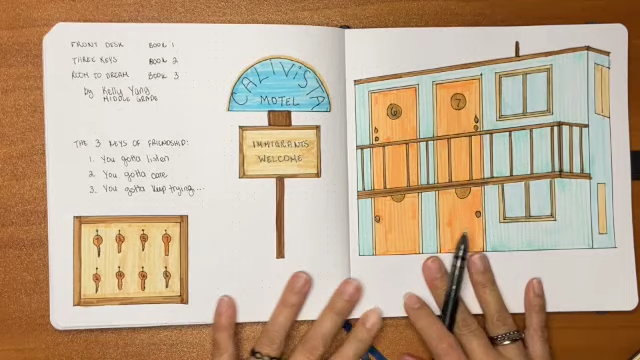 FRONT DESK BOOK 1
THREE KEYS BOOK 2
ROOM TO DREAM BOOK 3
By Kelly Yang
MIDDLE GRADE
THE 3 KEYS OF FRIENDSHIP:
1. You gotta listen
2. You gotta care
3. You gotta keep trying...
CALIVISTA
MOTEL
IMMIGRANTS
WELCOME
6
7